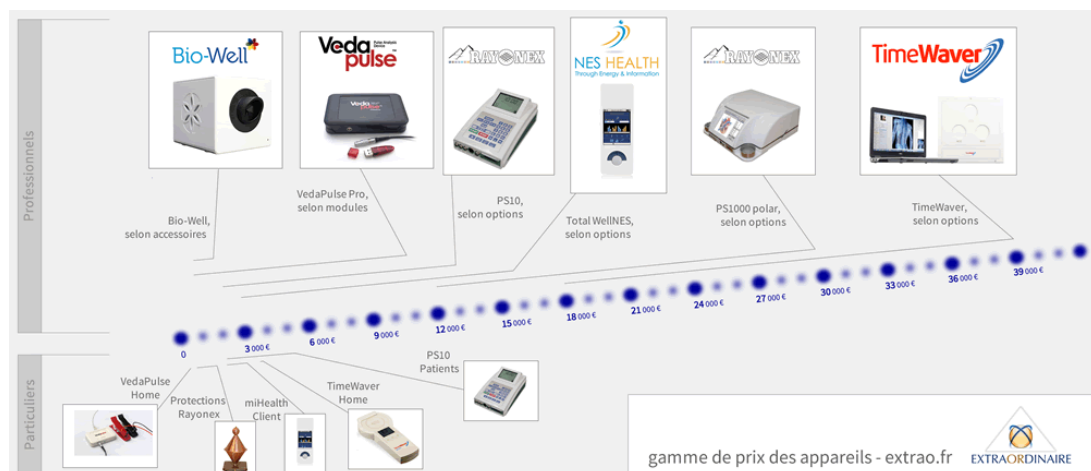 Professionnels
Bio-Well
Veda pulse
Pulse Analysis Device
RAYONEX
NES HEALTH
Through Energy & Information
RAYONEX
TimeWaver
Bio-Well,
selon accessoires
VedaPulse Pro,
selon modules
PS10,
selon options
Total WellNES,
selon options
PS1000 polar,
selon options
TimeWaver,
selon options
0
3 000 €
6 000 €
9 000 €
12 000 €
15 000 €
18 000 €
21 000 €
24 000 €
27 000 €
30 000 €
33 000 €
36 000 €
39 000 €
Particuliers
VedaPulse
Home
Protections
Rayonex
miHealth
Client
TimeWaver
Home
PS10
Patients
gamme de prix des appareils - extrao.fr
EXTRAORDINAIRE